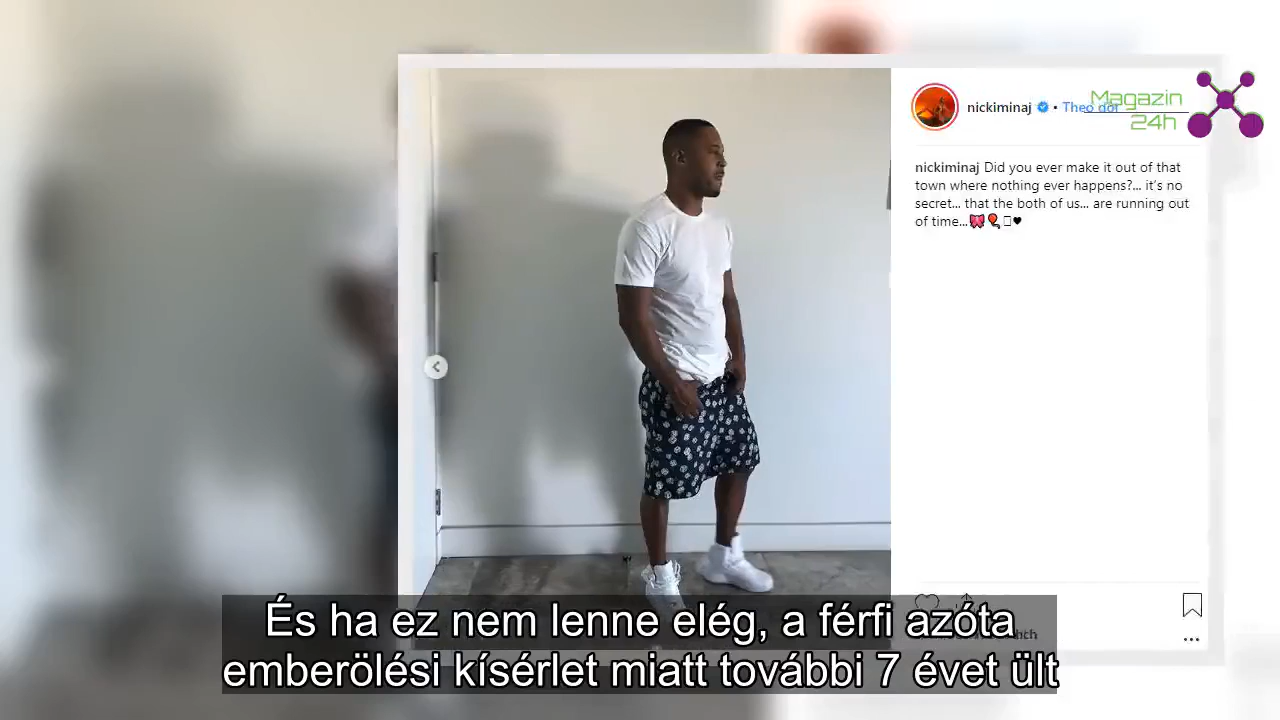 Magazin
24h
nickiminaj • Theo dõi
nickiminaj Did you ever make it out of that
town where nothing ever happens?... it's no
secret... that the both of us... are running out
of time...🎀🎈♥
És ha ez nem lenne elég, a férfi azóta
emberölési kísérlet miatt további 7 évet ült